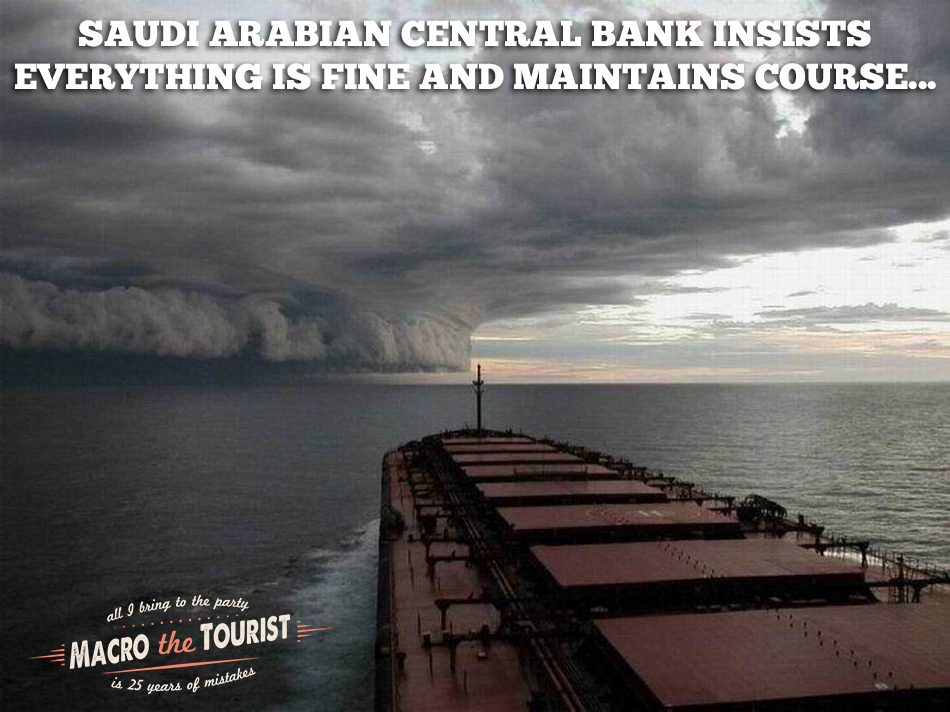 SAUDI ARABIAN CENTRAL BANK INSISTS
EVERYTHING IS FINE AND MAINTAINS COURSE...
all I bring to the party
MACRO the TOURIST
is 25 years of mistakes